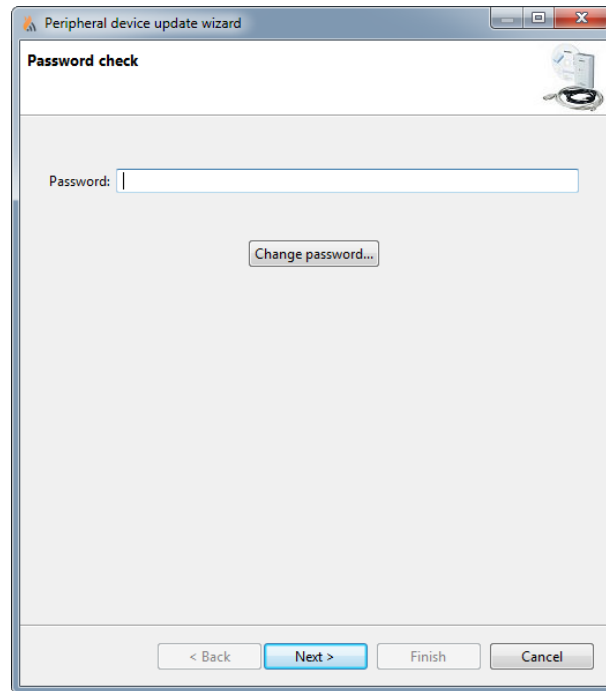 Peripheral device update wizard
Password check
Password:
Change password...
< Back Next > Finish Cancel